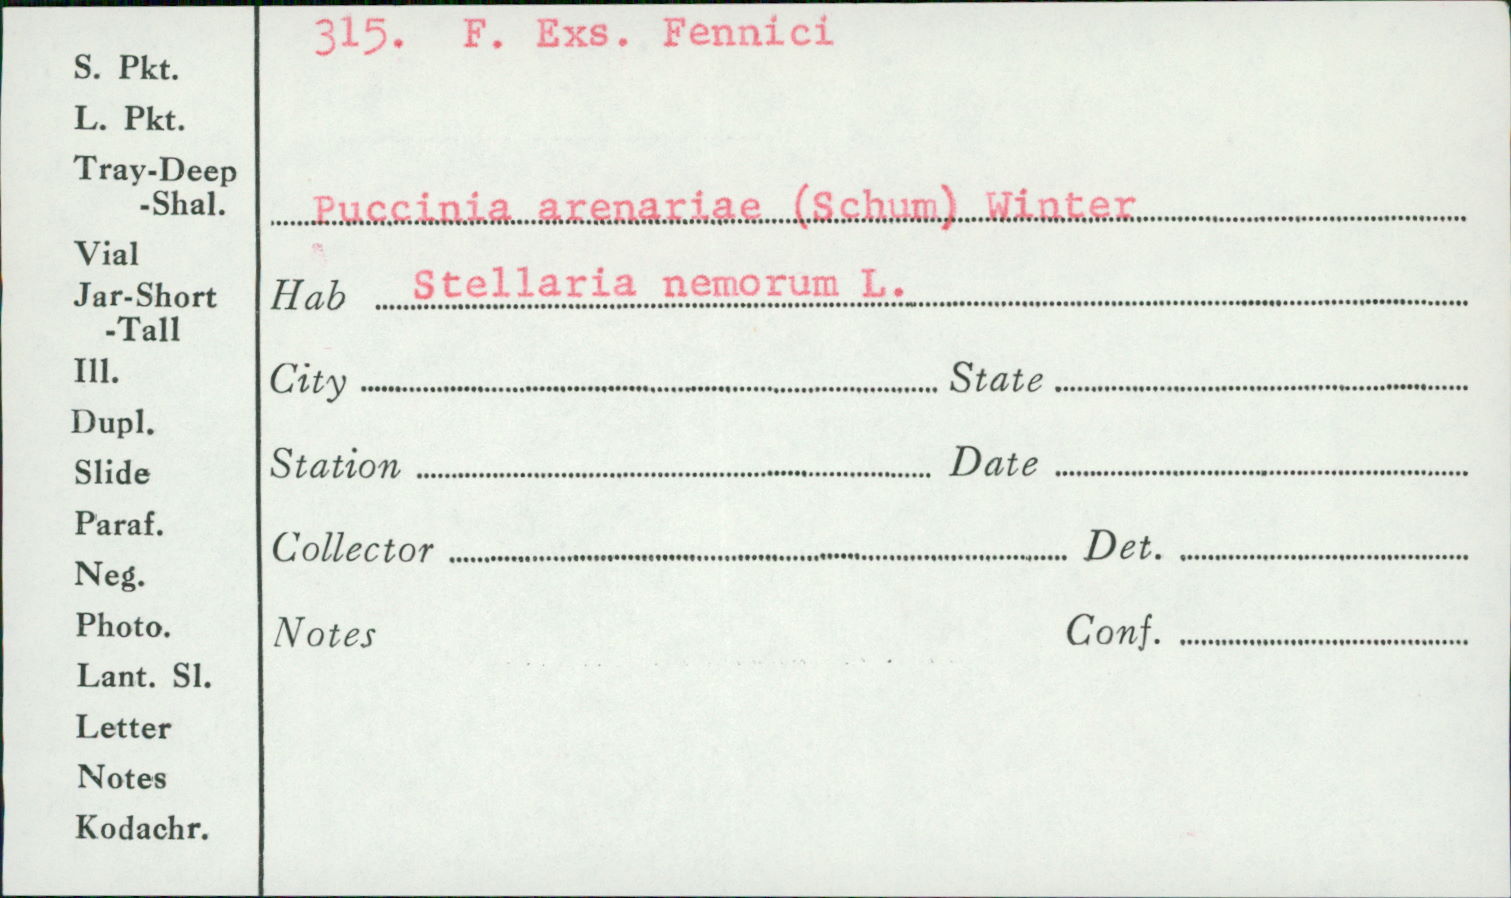 315. F. Exs. Fennici
S. Pkt.
L. Pkt.
Tray-Deep
-Shal.
Puccinia arenariae (Schum) Winter
Vial
Hab Stellaria nemorum L.
Jar-Short
-Tall
Ill.
City State
Dupl.
Slide
Station Date
Paraf.
Collector Det.
Neg.
Photo.
Notes Conf.
Lant. Sl.
Letter
Notes
Kodachr.